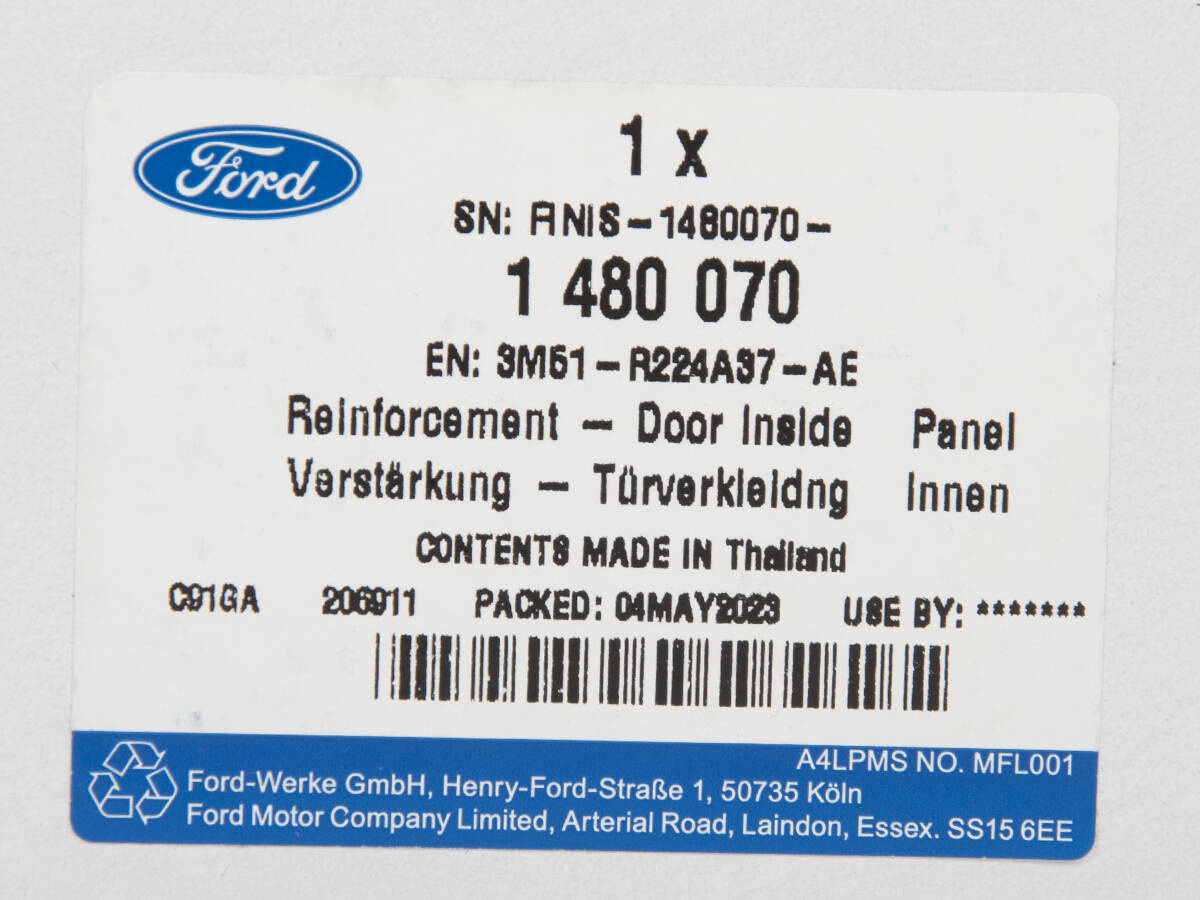 Ford
1 x
SN: FINIS-1480070-
1 480 070
EN: 3M51-R224A37-AE
Reinforcement - Door Inside Panel
Verstärkung - Türverkleidng Innen
CONTENTS MADE IN Thailand
C91GA 206911 PACKED: 04MAY2023 USE BY: *******
A4LPMS NO. MFL001
Ford-Werke GmbH, Henry-Ford-Straße 1, 50735 Köln
Ford Motor Company Limited, Arterial Road, Laindon, Essex. SS15 6EE